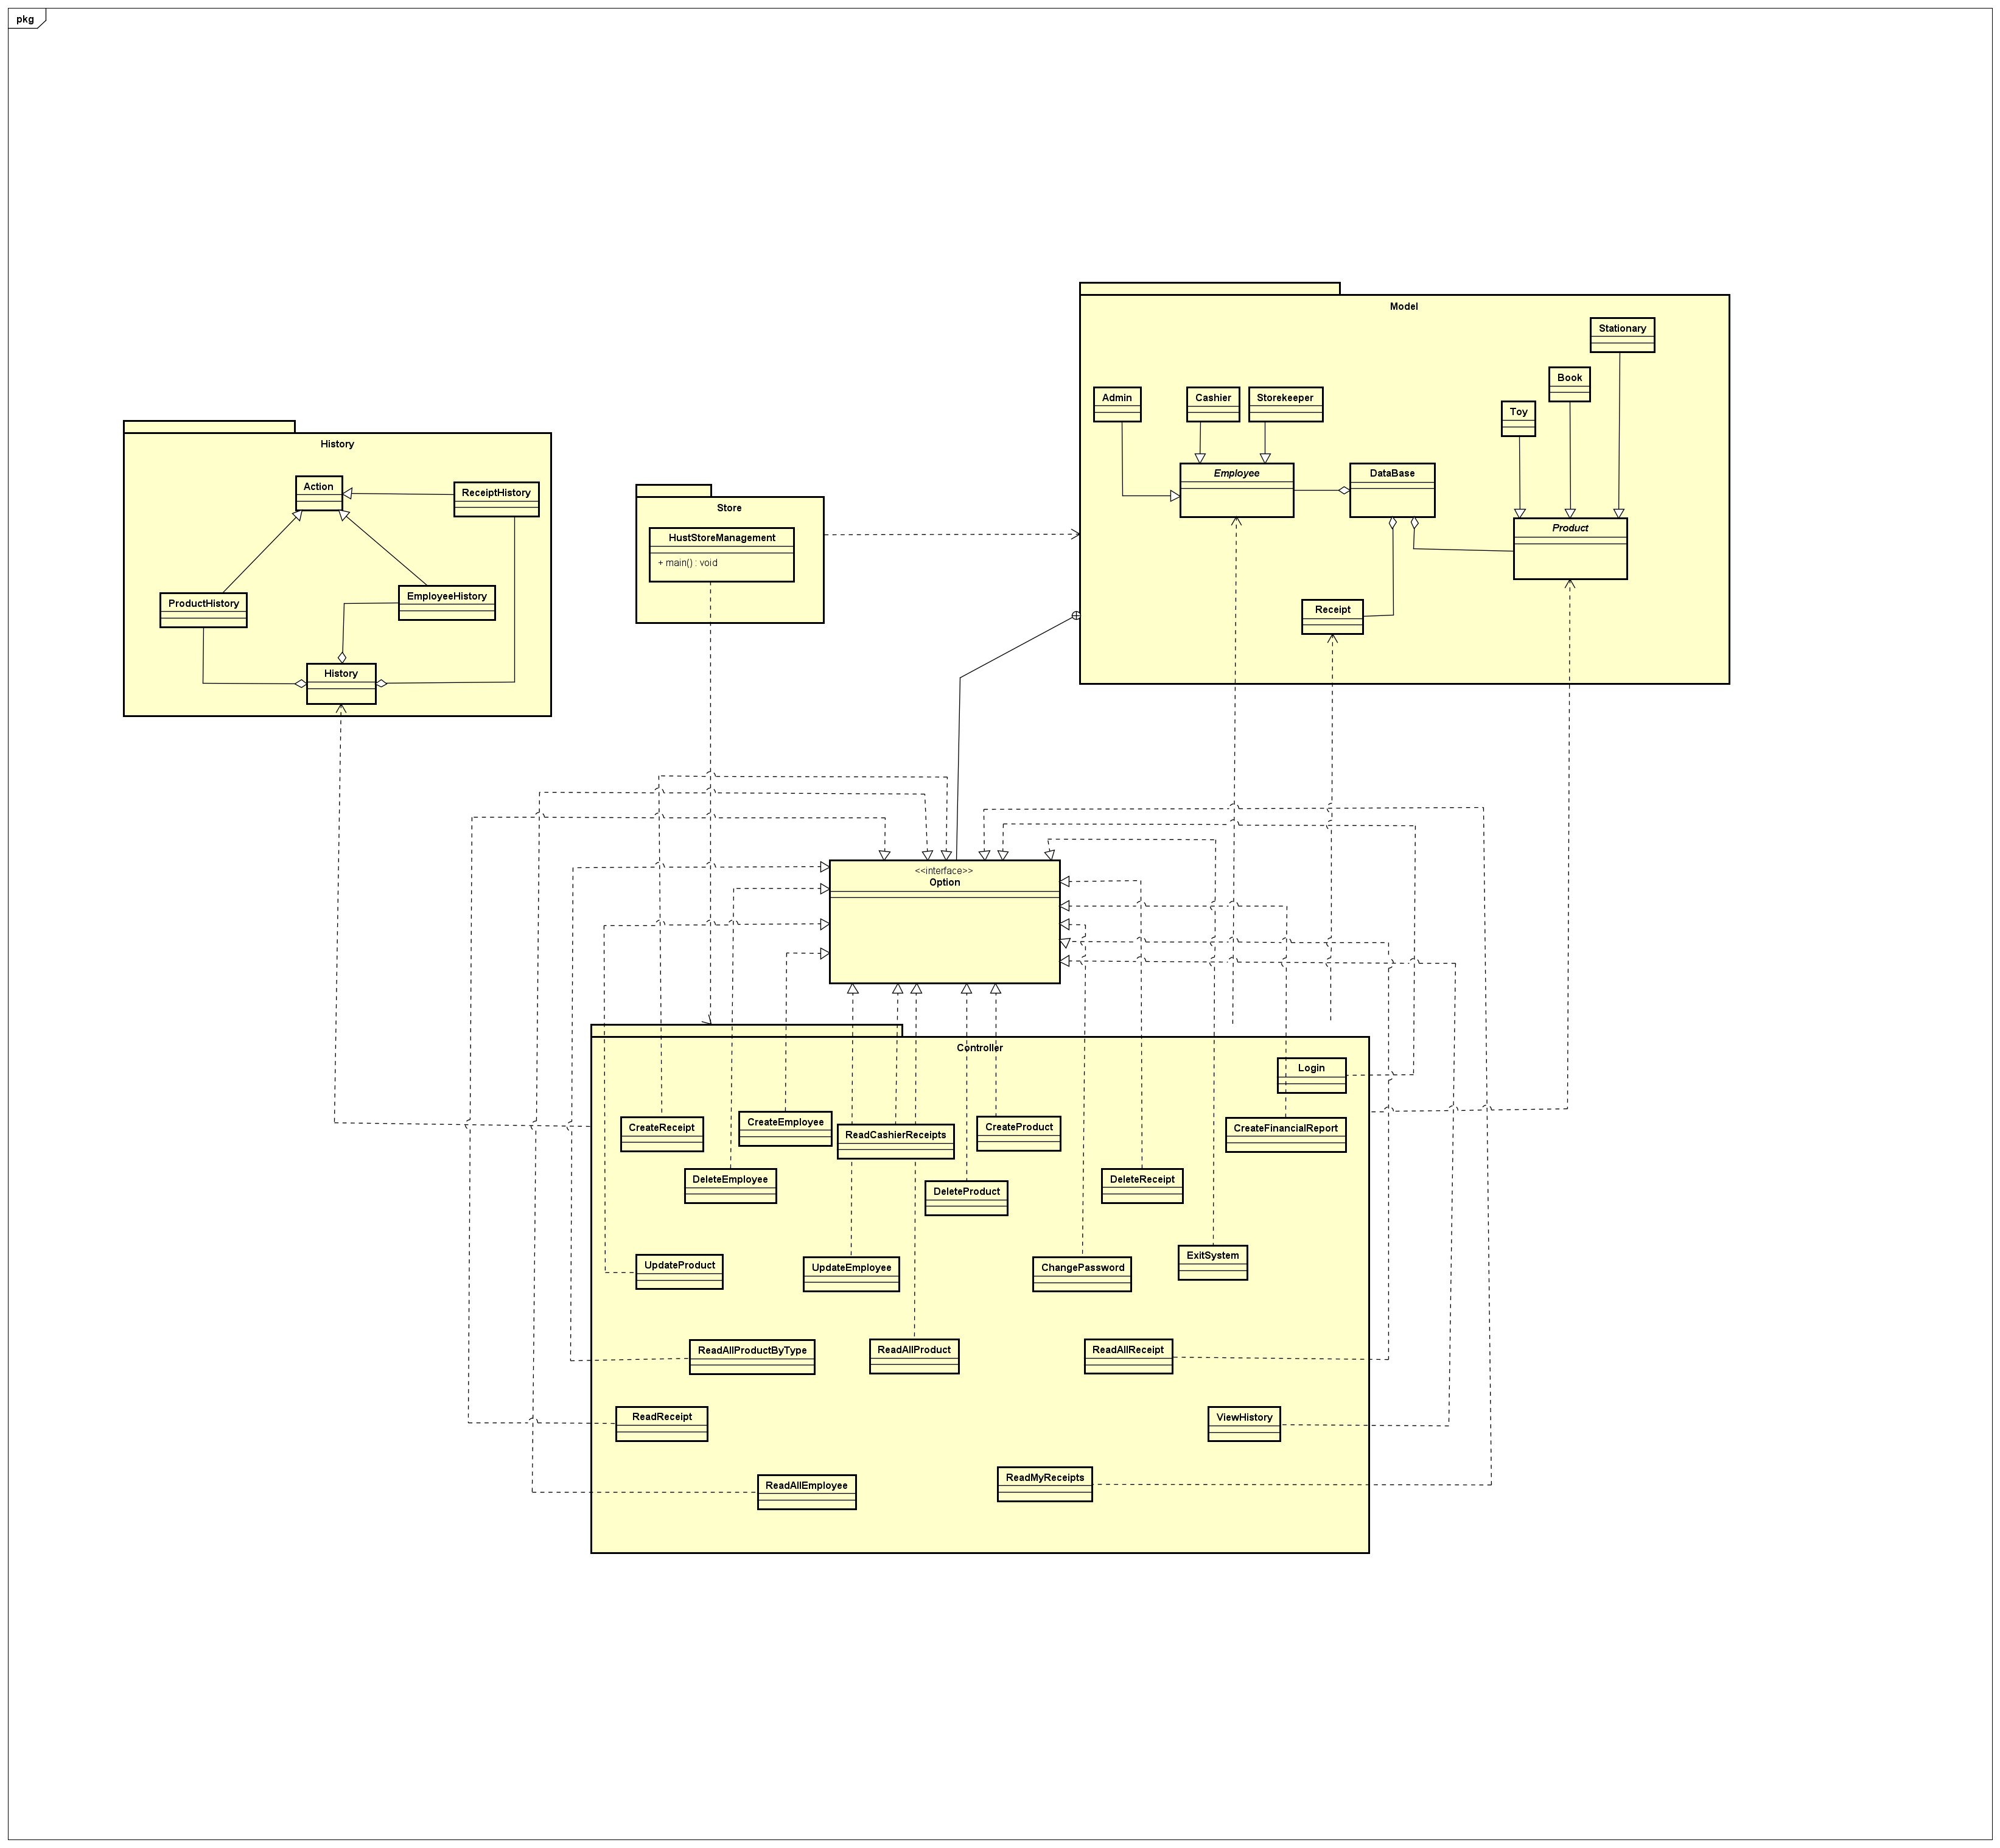 pkg
Model
Stationary
Book
Admin
Cashier
Storekeeper
Toy
History
Employee
DataBase
Action
ReceiptHistory
Store
Product
HustStoreManagement
+ main() : void
ProductHistory
EmployeeHistory
Receipt
History
<<interface>>
Option
Controller
Login
CreateReceipt
CreateEmployee
ReadCashierReceipts
CreateProduct
CreateFinancialReport
DeleteEmployee
DeleteProduct
DeleteReceipt
UpdateProduct
UpdateEmployee
ChangePassword
ExitSystem
ReadAllProductByType
ReadAllProduct
ReadAllReceipt
ReadReceipt
ViewHistory
ReadAllEmployee
ReadMyReceipts